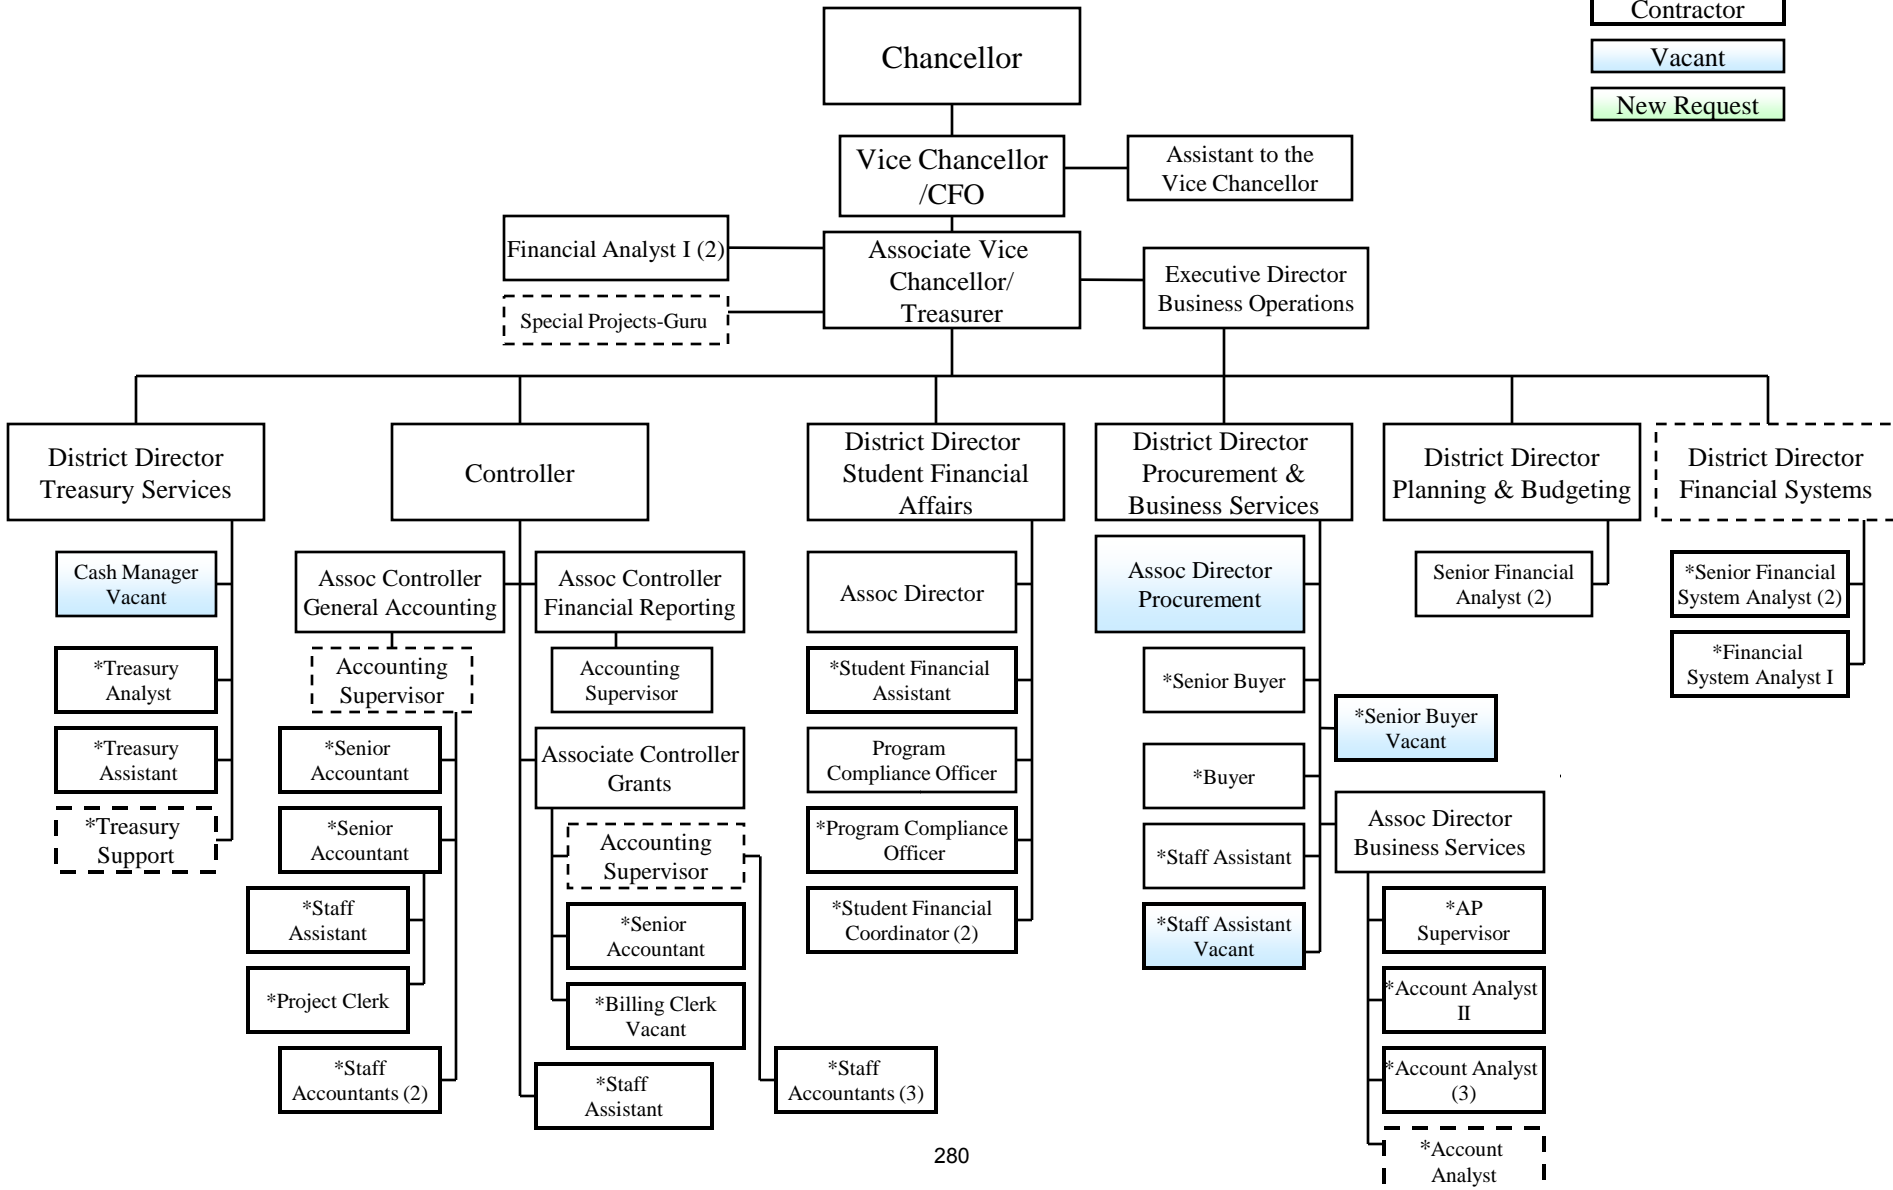 Contractor
Chancellor
Vacant
New Request
Vice Chancellor
/CFO
Assistant to the
Vice Chancellor
Financial Analyst I (2)
Associate Vice
Chancellor/
Treasurer
Executive Director
Business Operations
Special Projects-Guru
District Director
Treasury Services
Controller
District Director
Student Financial
Affairs
District Director
Procurement &
Business Services
District Director
Planning & Budgeting
District Director
Financial Systems
Cash Manager
Vacant
*Treasury
Analyst
*Treasury
Assistant
*Treasury
Support
Assoc Controller
General Accounting
Accounting
Supervisor
*Senior
Accountant
*Senior
Accountant
*Staff
Assistant
*Project Clerk
*Staff
Accountants (2)
Assoc Controller
Financial Reporting
Accounting
Supervisor
Associate Controller
Grants
Accounting
Supervisor
*Senior
Accountant
*Billing Clerk
Vacant
*Staff
Assistant
*Staff
Accountants (3)
Assoc Director
*Student Financial
Assistant
Program
Compliance Officer
*Program Compliance
Officer
*Student Financial
Coordinator (2)
Assoc Director
Procurement
*Senior Buyer
*Senior Buyer
Vacant
*Buyer
*Staff Assistant
*Staff Assistant
Vacant
Assoc Director
Business Services
*AP
Supervisor
*Account Analyst
II
*Account Analyst
(3)
*Account
Analyst
Senior Financial
Analyst (2)
*Senior Financial
System Analyst (2)
*Financial
System Analyst I
280